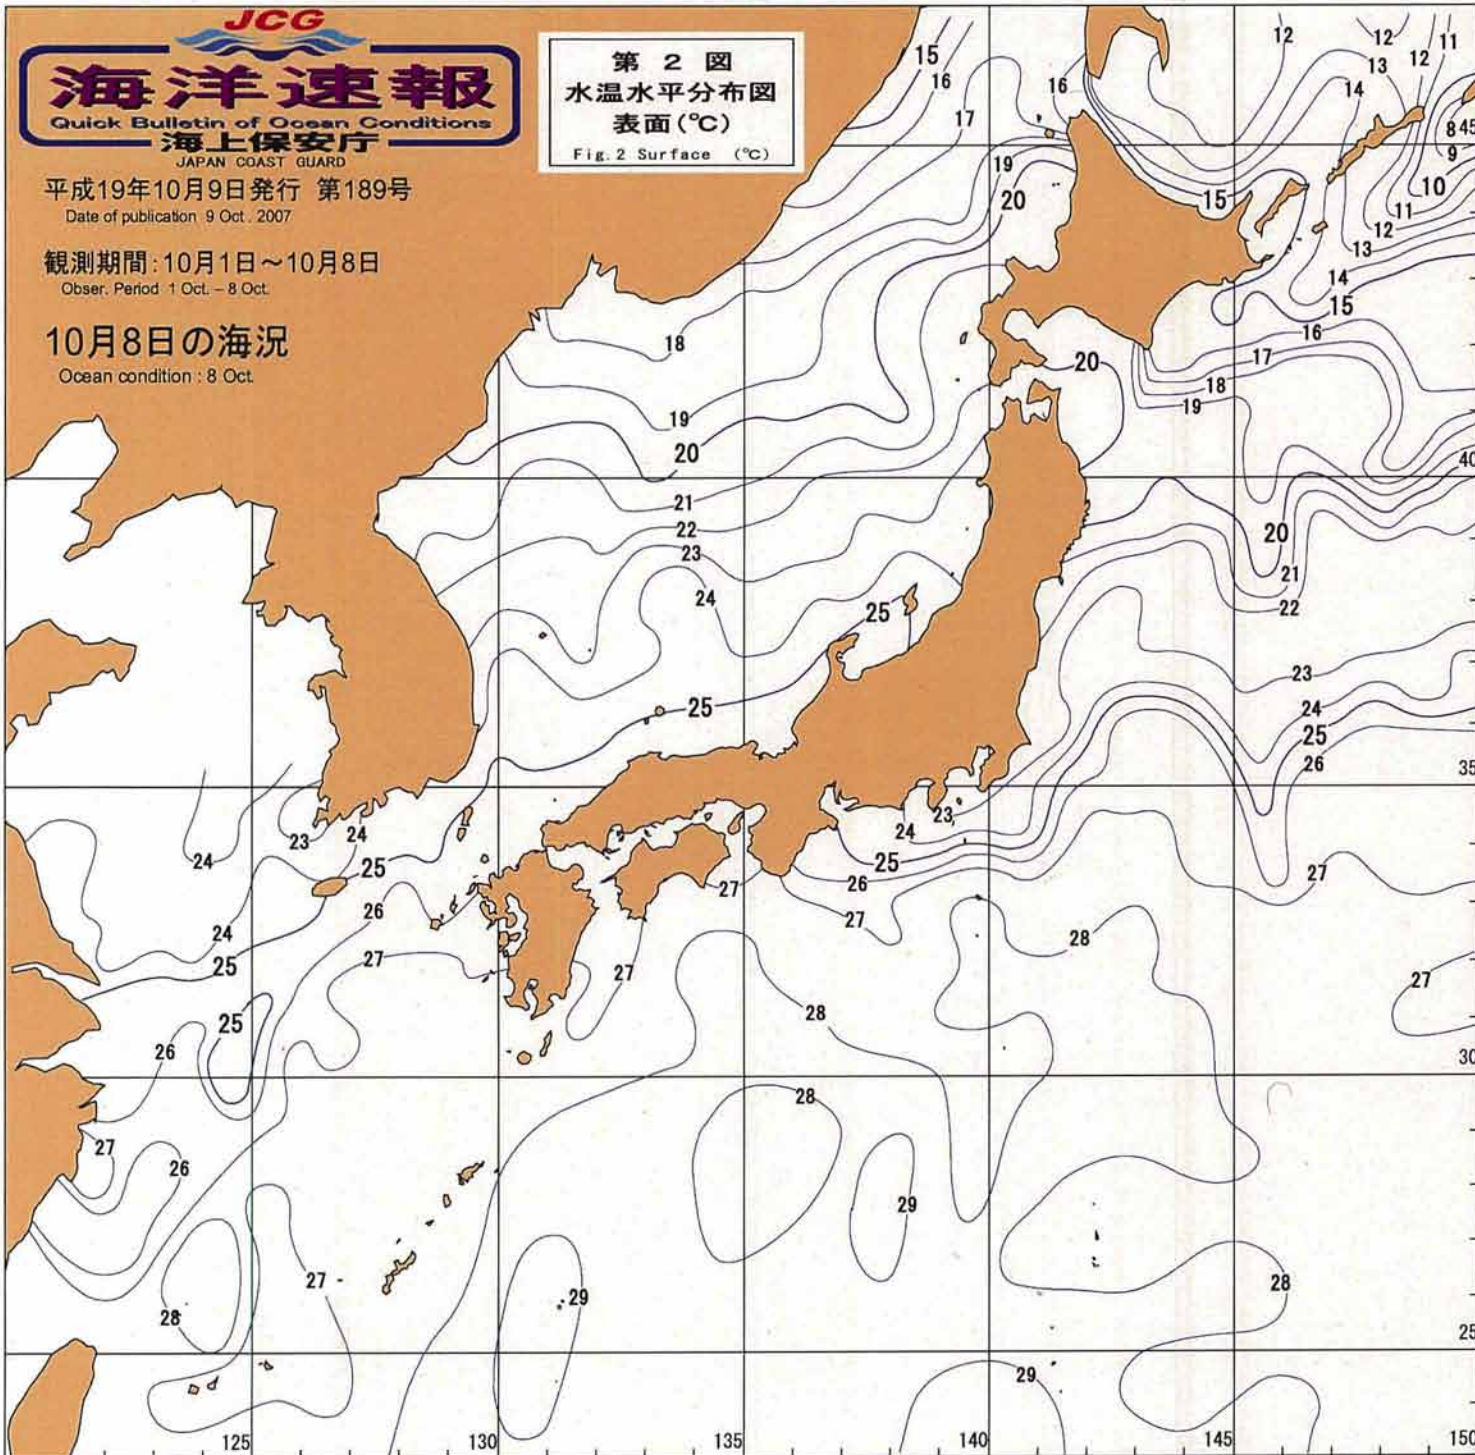 JCG
海洋速報
Quick Bulletin of Ocean Conditions
海上保安庁
JAPAN COAST GUARD
平成19年10月9日発行 第189号
Date of publication 9 Oct. 2007
観測期間:10月1日～10月8日
Obser. Period 1 Oct. – 8 Oct.
10月8日の海況
Ocean condition : 8 Oct.
第 2 図
水温水平分布図
表面(℃)
Fig.2 Surface (℃)
15 12 12 12 11
16 16 13
17 14
8 45
19 9
20 15 10
11
12
13
14
15
18 16
20 17
18
19 19
20 40
21
22 20
23 21
24 22
25
23
25 24
25
26 35
23 24 23
24 24
25 25
26 27 26 27
24 27 28
25 27 27 27
25 28
26 30
28
27 26
29
27 28
28 29 25
29
125 130 135 140 145 150